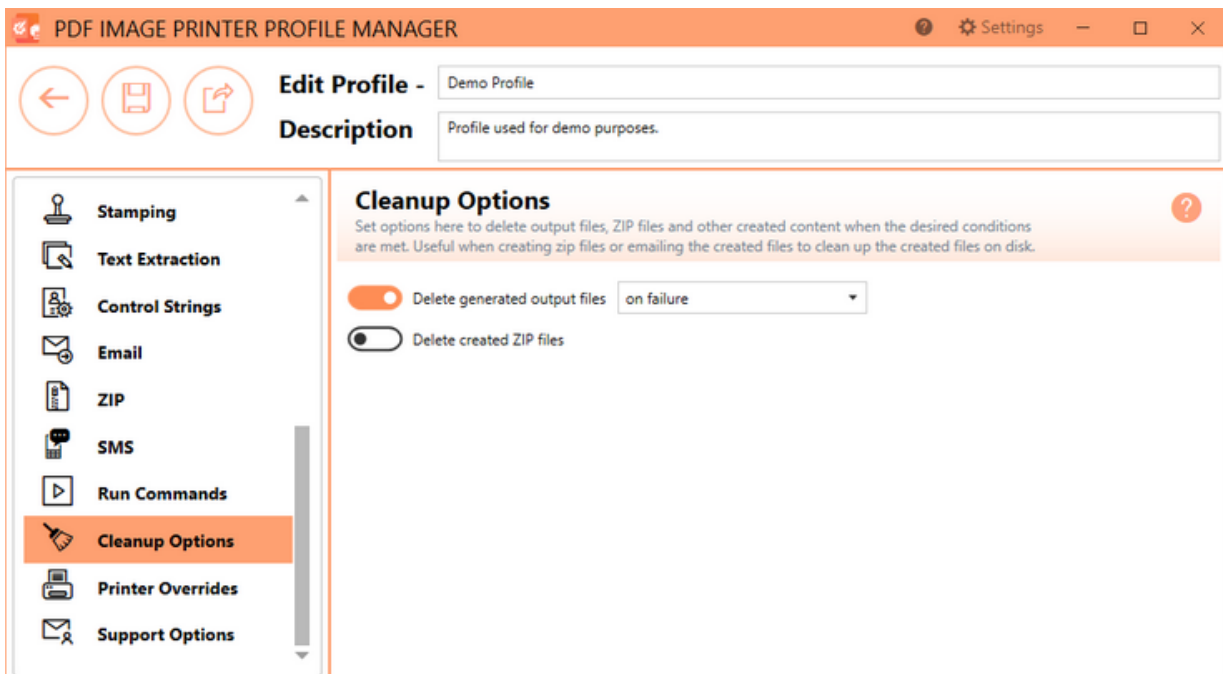 PDF IMAGE PRINTER PROFILE MANAGER
? Settings
Edit Profile - Demo Profile
Description Profile used for demo purposes.
Stamping
Text Extraction
Control Strings
Email
ZIP
SMS
Run Commands
Cleanup Options
Printer Overrides
Support Options
Cleanup Options
?
Set options here to delete output files, ZIP files and other created content when the desired conditions
are met. Useful when creating zip files or emailing the created files to clean up the created files on disk.
Delete generated output files on failure
Delete created ZIP files